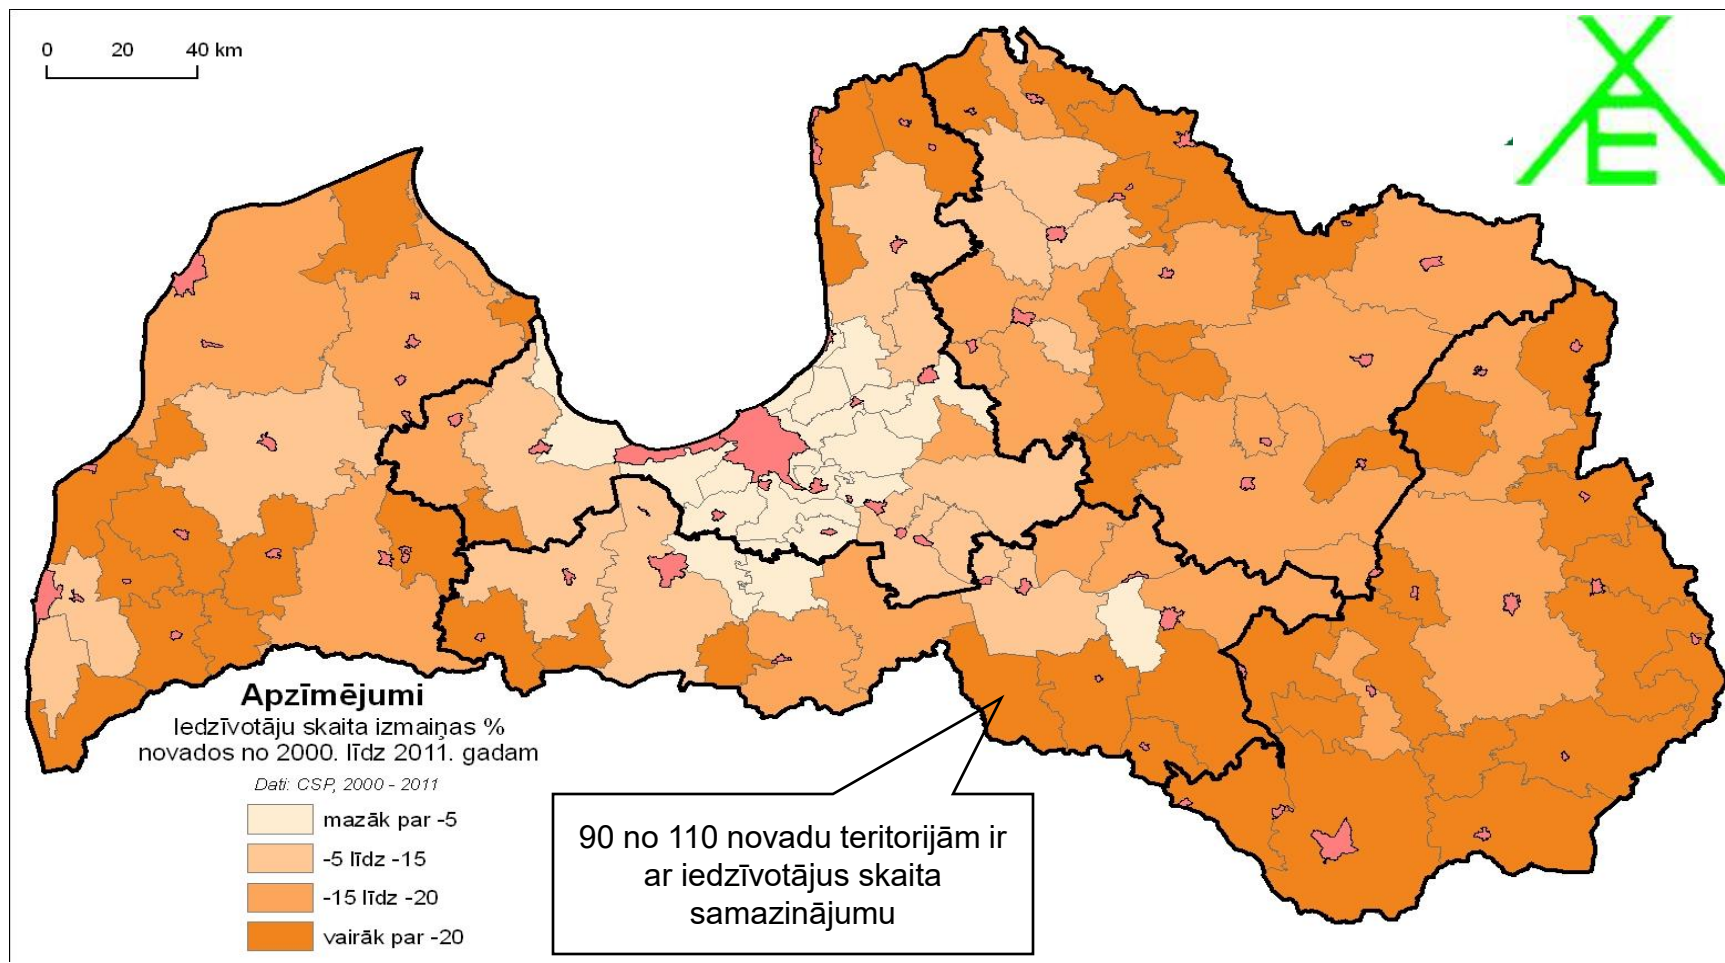 0 20 40 km
Apzīmējumi
Iedzīvotāju skaita izmaiņas %
novados no 2000. līdz 2011. gadam
Dati: CSP, 2000 - 2011
mazāk par -5
-5 līdz -15
-15 līdz -20
vairāk par -20
90 no 110 novadu teritorijām ir
ar iedzīvotājus skaita
samazinājumu